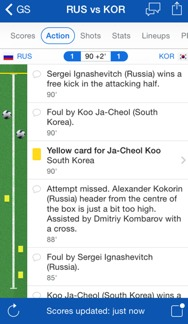 GS
RUS vs KOR
Scores
Action
Shots
Stats
Lineups
RUS
1
90 +2'
1
KOR
Sergei Ignashevitch (Russia) wins a
free kick in the attacking half.
90'
Foul by Koo Ja-Cheol (South
Korea).
90'
Yellow card for Ja-Cheol Koo
South Korea
90'
Attempt missed. Alexander Kokorin
(Russia) header from the centre of
the box is just a bit too high.
Assisted by Dmitriy Kombarov with
a cross.
88'
Foul by Sergei Ignashevitch
(Russia).
85'
Koo Ja-Cheol (South Korea) wins a
Scores updated: just now